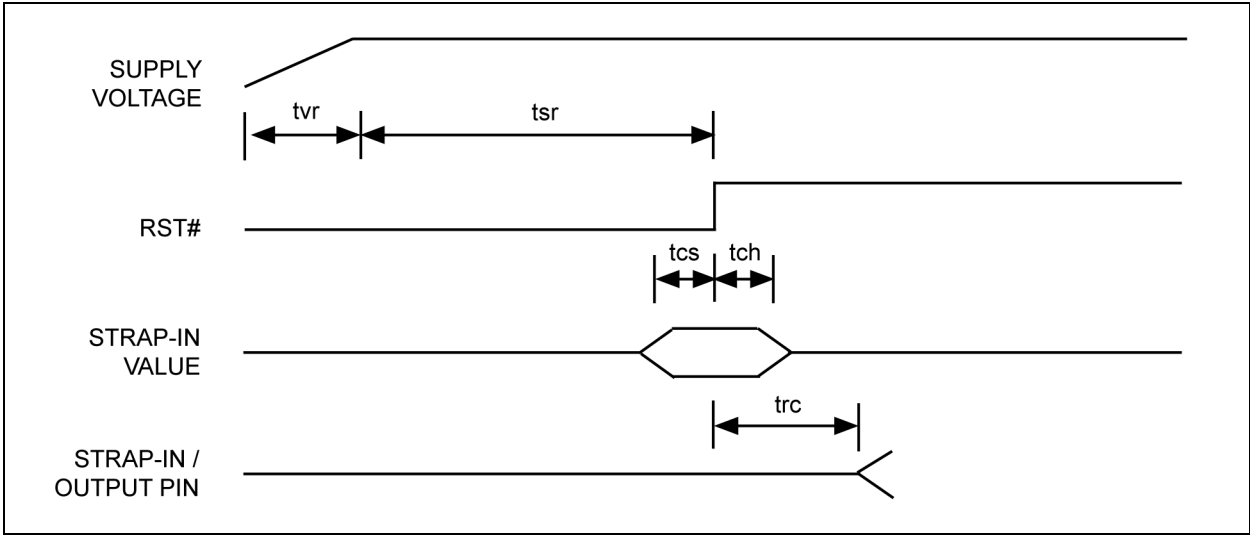 SUPPLY
VOLTAGE
tvr
tsr
RST#
tcs
tch
STRAP-IN
VALUE
trc
STRAP-IN /
OUTPUT PIN